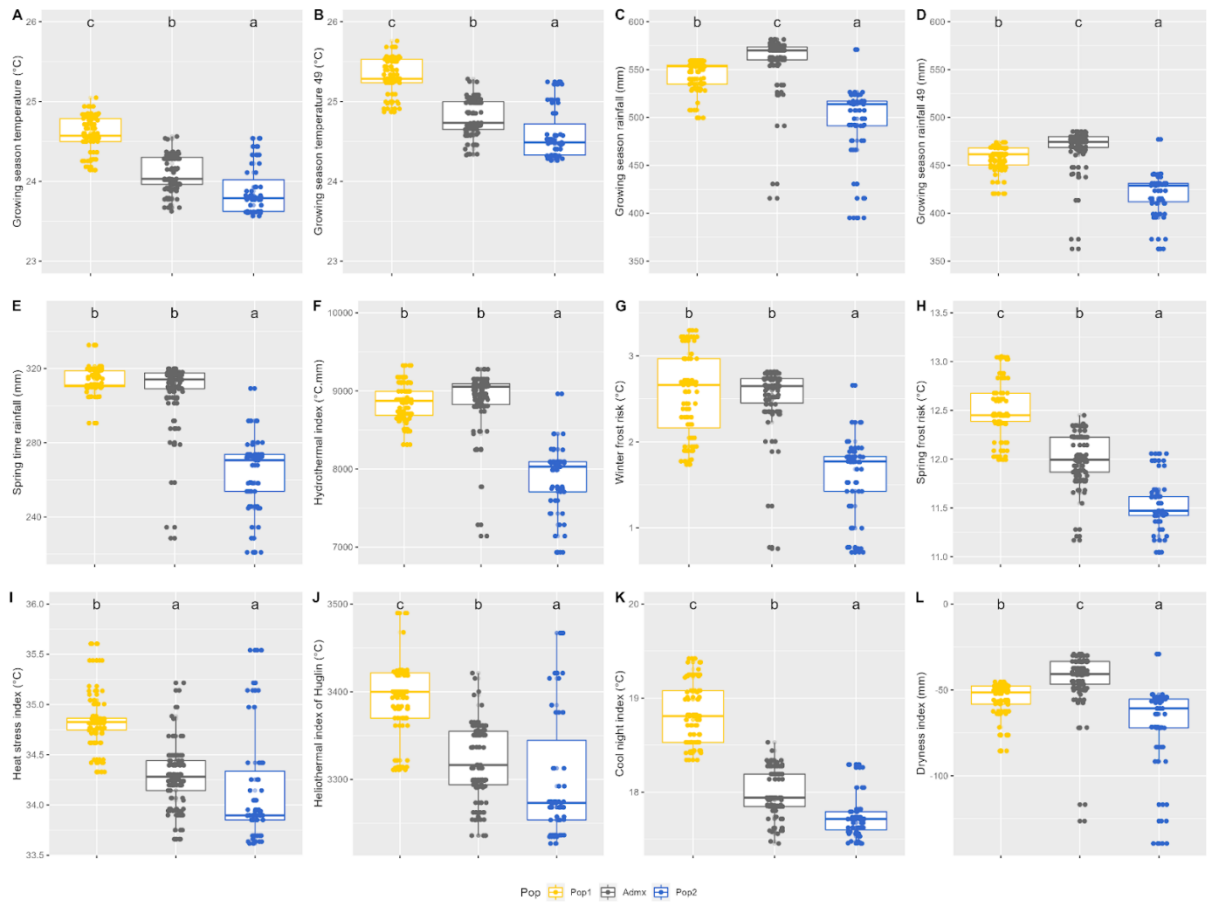 A
c b a
Growing season temperature (°C)
26
25
24
23
B
c b a
Growing season temperature 49 (°C)
26
25
24
23
C
b c a
Growing season rainfall (mm)
600
550
500
450
400
350
D
b c a
Growing season rainfall 49 (mm)
600
550
500
450
400
350
E
b b a
Spring time rainfall (mm)
320
280
240
F
b b a
Hydrothermal index (°C.mm)
10000
9000
8000
7000
G
b b a
Winter frost risk (°C)
3
2
1
H
c b a
Spring frost risk (°C)
13.5
13.0
12.5
12.0
11.5
11.0
I
b a a
Heat stress index (°C)
36.0
35.5
35.0
34.5
34.0
33.5
J
c b a
Heliothermal index of Huglin (°C)
3500
3400
3300
K
c b a
Cool night index (°C)
20
19
18
L
b c a
Dryness index (mm)
0
-50
-100
Pop Pop1 Admx Pop2